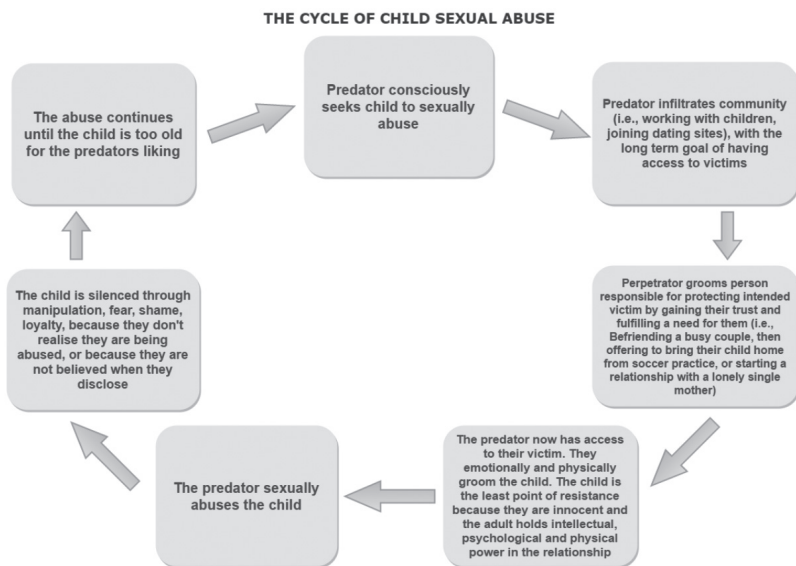 THE CYCLE OF CHILD SEXUAL ABUSE
Predator consciously
seeks child to sexually
abuse
Predator infiltrates community
(i.e., working with children,
joining dating sites), with the
long term goal of having
access to victims
Perpetrator grooms person
responsible for protecting intended
victim by gaining their trust and
fulfilling a need for them (i.e.,
Befriending a busy couple, then
offering to bring their child home
from soccer practice, or starting a
relationship with a lonely single
mother)
The predator now has access
to their victim. They
emotionally and physically
groom the child. The child is
the least point of resistance
because they are innocent and
the adult holds intellectual,
psychological and physical
power in the relationship
The predator sexually
abuses the child
The child is silenced through
manipulation, fear, shame,
loyalty, because they don't
realise they are being
abused, or because they are
not believed when they
disclose
The abuse continues
until the child is too old
for the predators liking